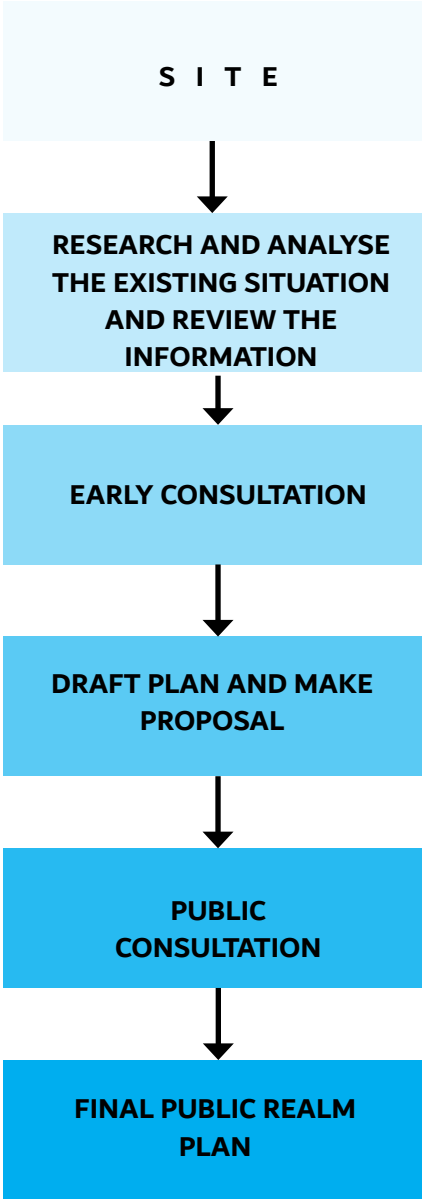 S I T E
RESEARCH AND ANALYSE
THE EXISTING SITUATION
AND REVIEW THE
INFORMATION
EARLY CONSULTATION
DRAFT PLAN AND MAKE
PROPOSAL
PUBLIC
CONSULTATION
FINAL PUBLIC REALM
PLAN